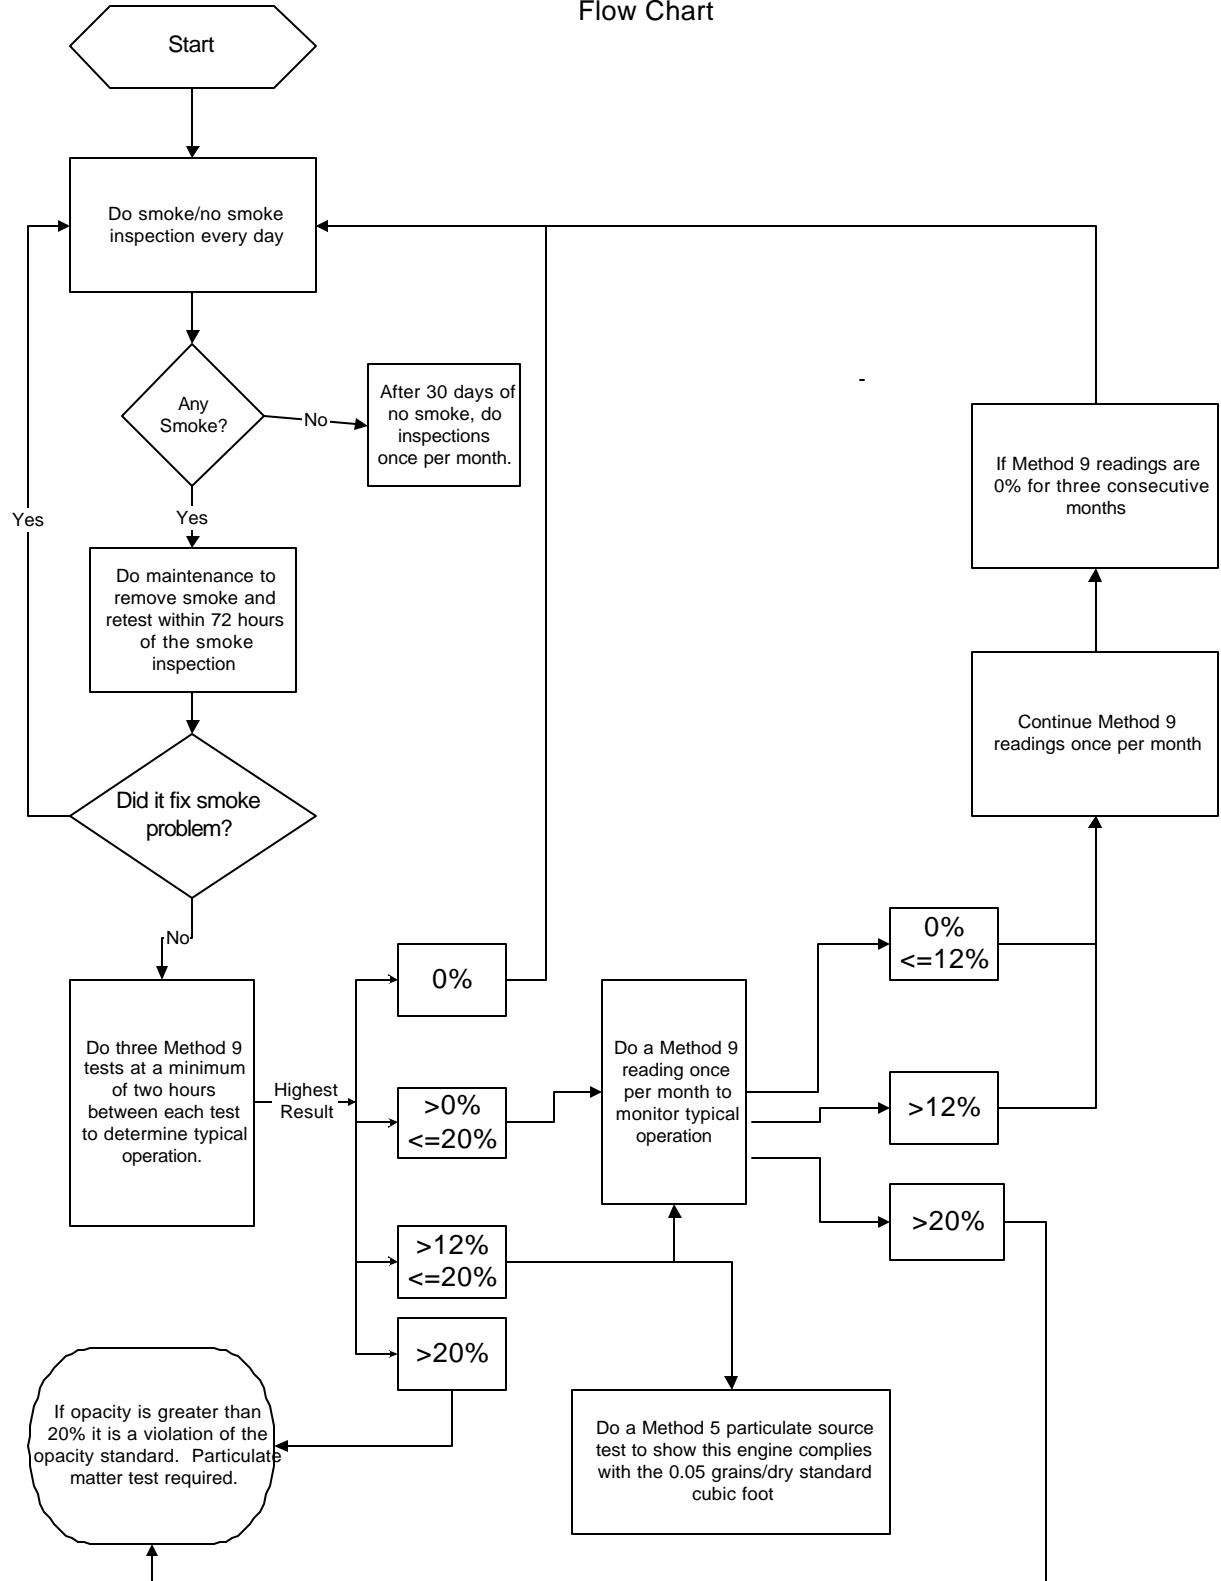 Flow Chart
Start
Do smoke/no smoke
inspection every day
Any
Smoke?
No
After 30 days of
no smoke, do
inspections
once per month.
If Method 9 readings are
0% for three consecutive
months
Yes
Yes
Do maintenance to
remove smoke and
retest within 72 hours
of the smoke
inspection
Continue Method 9
readings once per month
Did it fix smoke
problem?
No
Do three Method 9
tests at a minimum
of two hours
between each test
to determine typical
operation.
Highest
Result
0%
>0%
<=20%
>12%
<=20%
>20%
Do a Method 9
reading once
per month to
monitor typical
operation
0%
<=12%
>12%
>20%
If opacity is greater than
20% it is a violation of the
opacity standard.  Particulate
matter test required.
Do a Method 5 particulate source
test to show this engine complies
with the 0.05 grains/dry standard
cubic foot